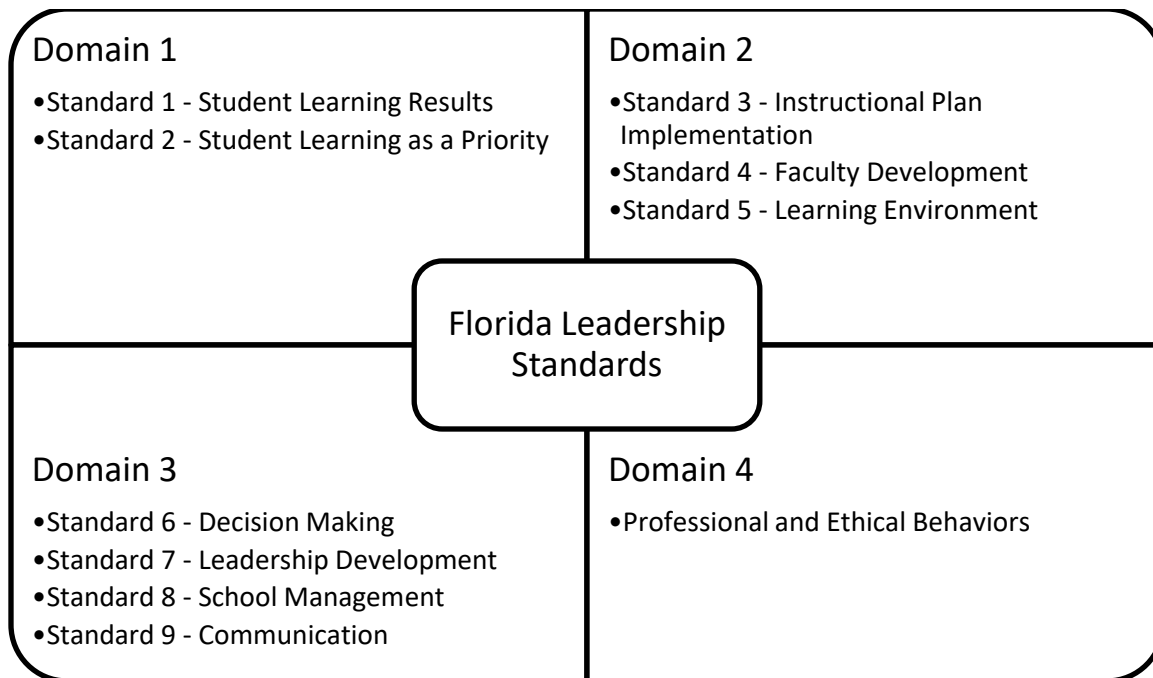 Domain 1
•Standard 1 - Student Learning Results
•Standard 2 - Student Learning as a Priority
Domain 2
•Standard 3 - Instructional Plan
Implementation
•Standard 4 - Faculty Development
•Standard 5 - Learning Environment
Florida Leadership
Standards
Domain 3
•Standard 6 - Decision Making
•Standard 7 - Leadership Development
•Standard 8 - School Management
•Standard 9 - Communication
Domain 4
•Professional and Ethical Behaviors